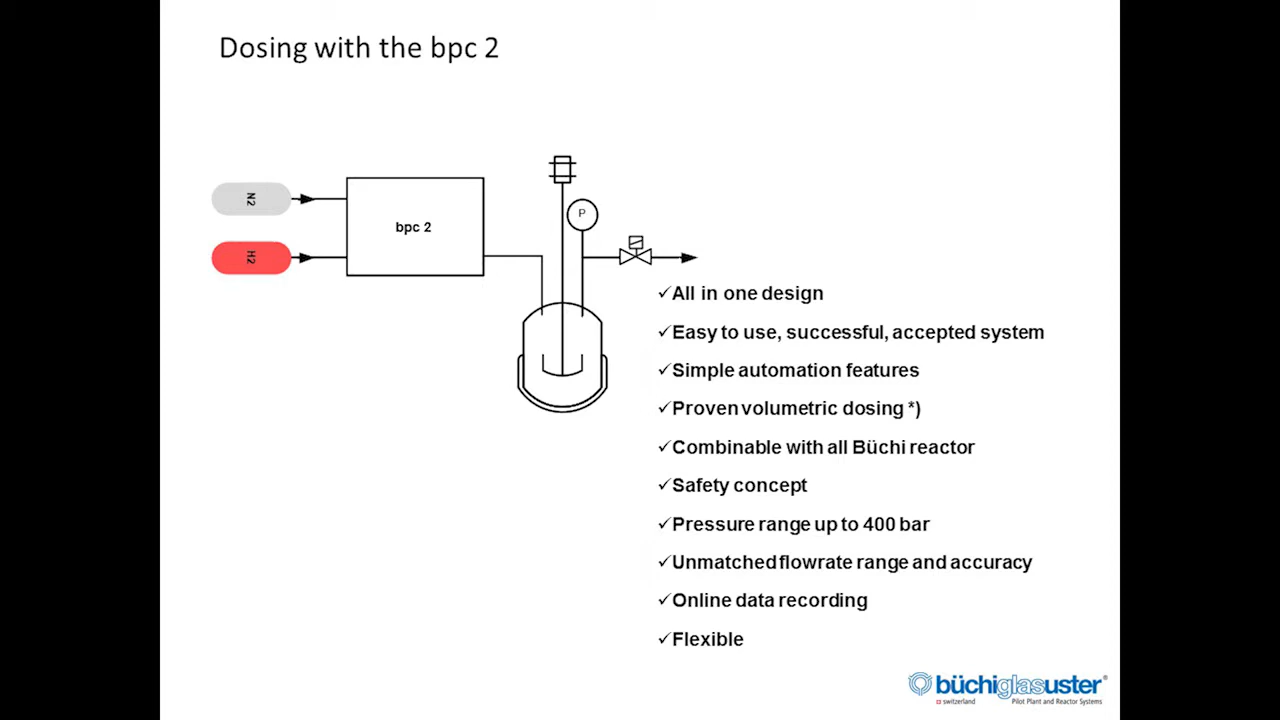 Dosing with the bpc 2
N2
H2
bpc 2
P
✓All in one design
✓Easy to use, successful, accepted system
✓Simple automation features
✓Proven volumetric dosing *)
✓Combinable with all Büchi reactor
✓Safety concept
✓Pressure range up to 400 bar
✓Unmatched flowrate range and accuracy
✓Online data recording
✓Flexible
büchiglasuster®
switzerland Pilot Plant and Reactor Systems